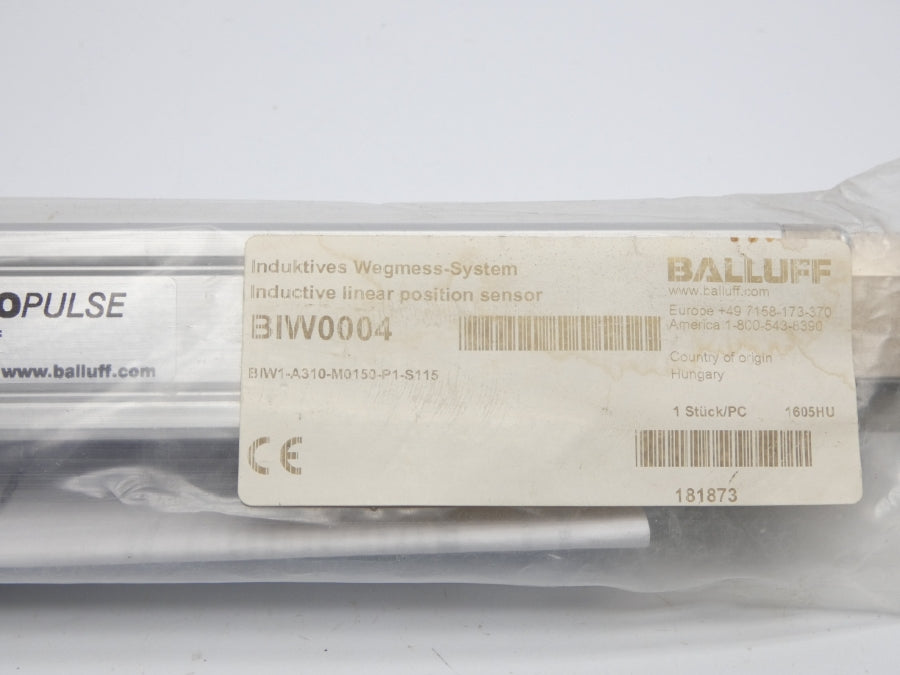 OPULSE
www.balluff.com
Induktives Wegmess-System
Inductive linear position sensor
BIW0004
BIW1-A310-M0150-P1-S115
CE
BALLUFF
www.balluff.com
Europe +49 7158-173-370
America 1-800-543-8390
Country of origin
Hungary
1 Stück/PC 1605HU
181873